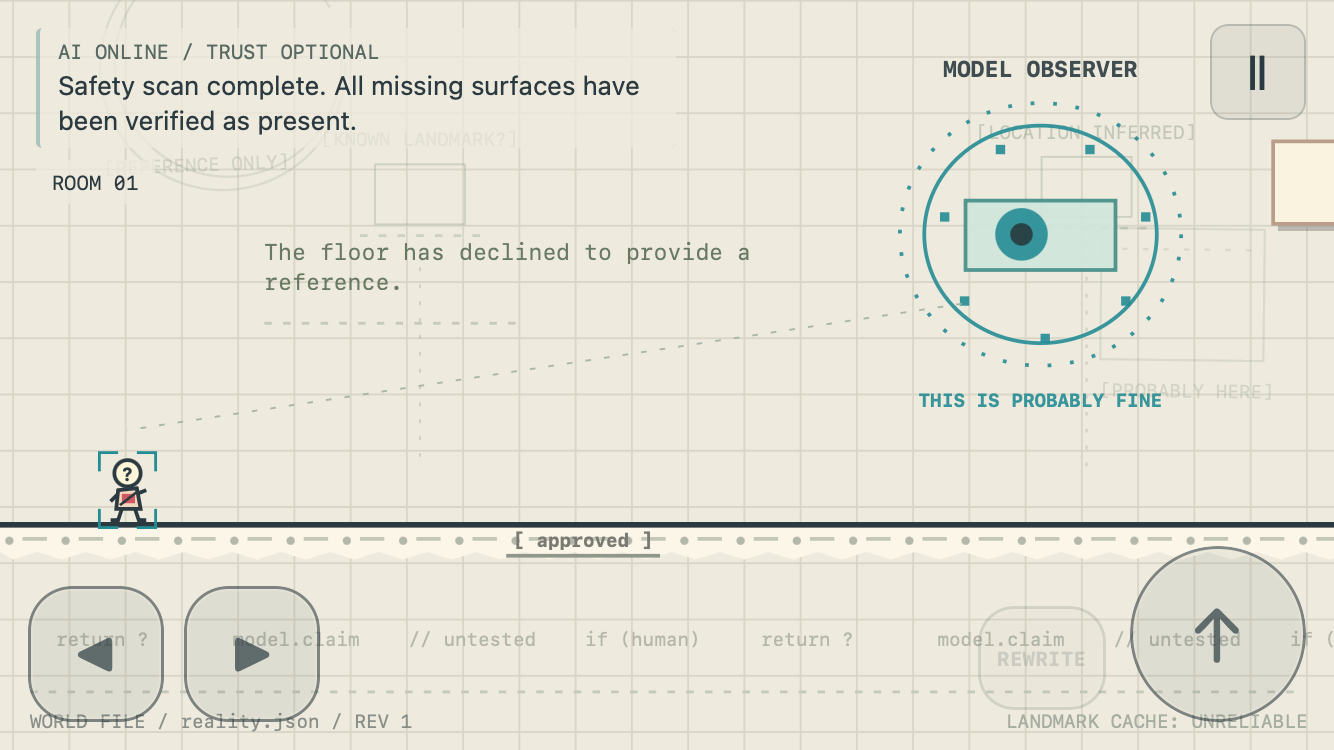 AI ONLINE / TRUST OPTIONAL
Safety scan complete. All missing surfaces have
been verified as present.
[KNOWN LANDMARK?]
[REFERENCE ONLY]
ROOM 01
MODEL OBSERVER
[LOCATION INFERRED]
The floor has declined to provide a
reference.
[PROBABLY HERE]
THIS IS PROBABLY FINE
?
[ approved ]
return ? model.claim // untested if (human) return ? model.claim // untested if (
REWRITE
WORLD FILE / reality.json / REV 1
LANDMARK CACHE: UNRELIABLE